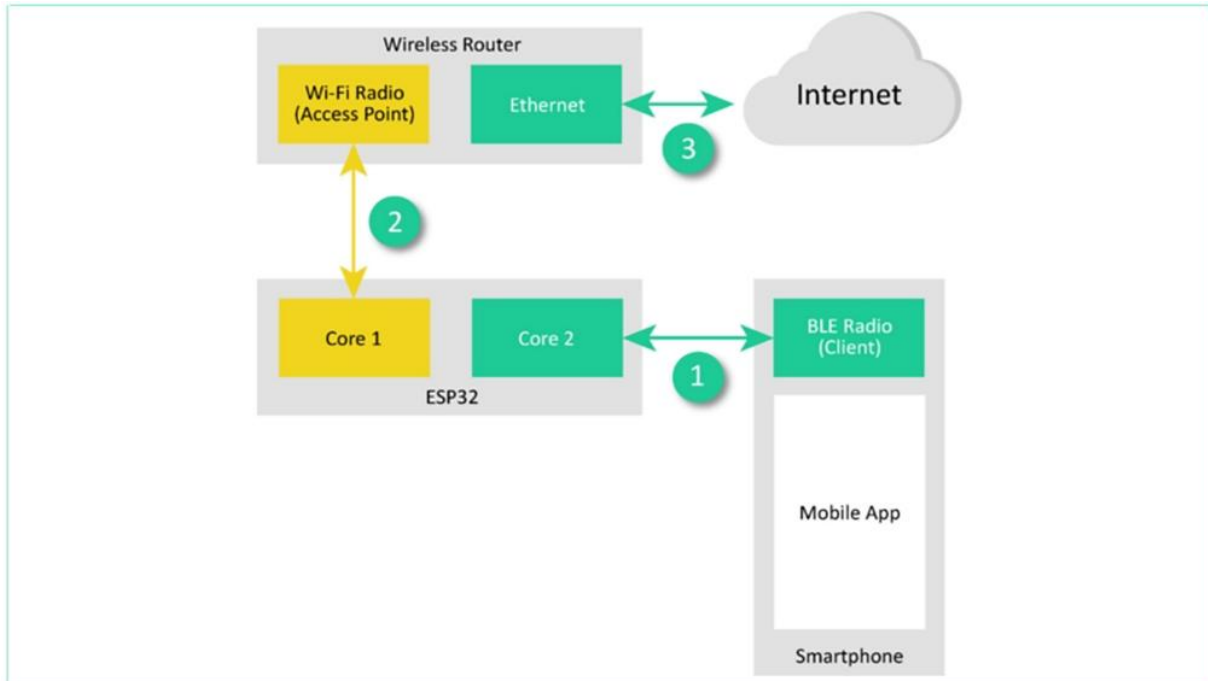 Wireless Router
Wi-Fi Radio
(Access Point)
Ethernet
Internet
3
2
Core 1
Core 2
BLE Radio
(Client)
1
ESP32
Mobile App
Smartphone